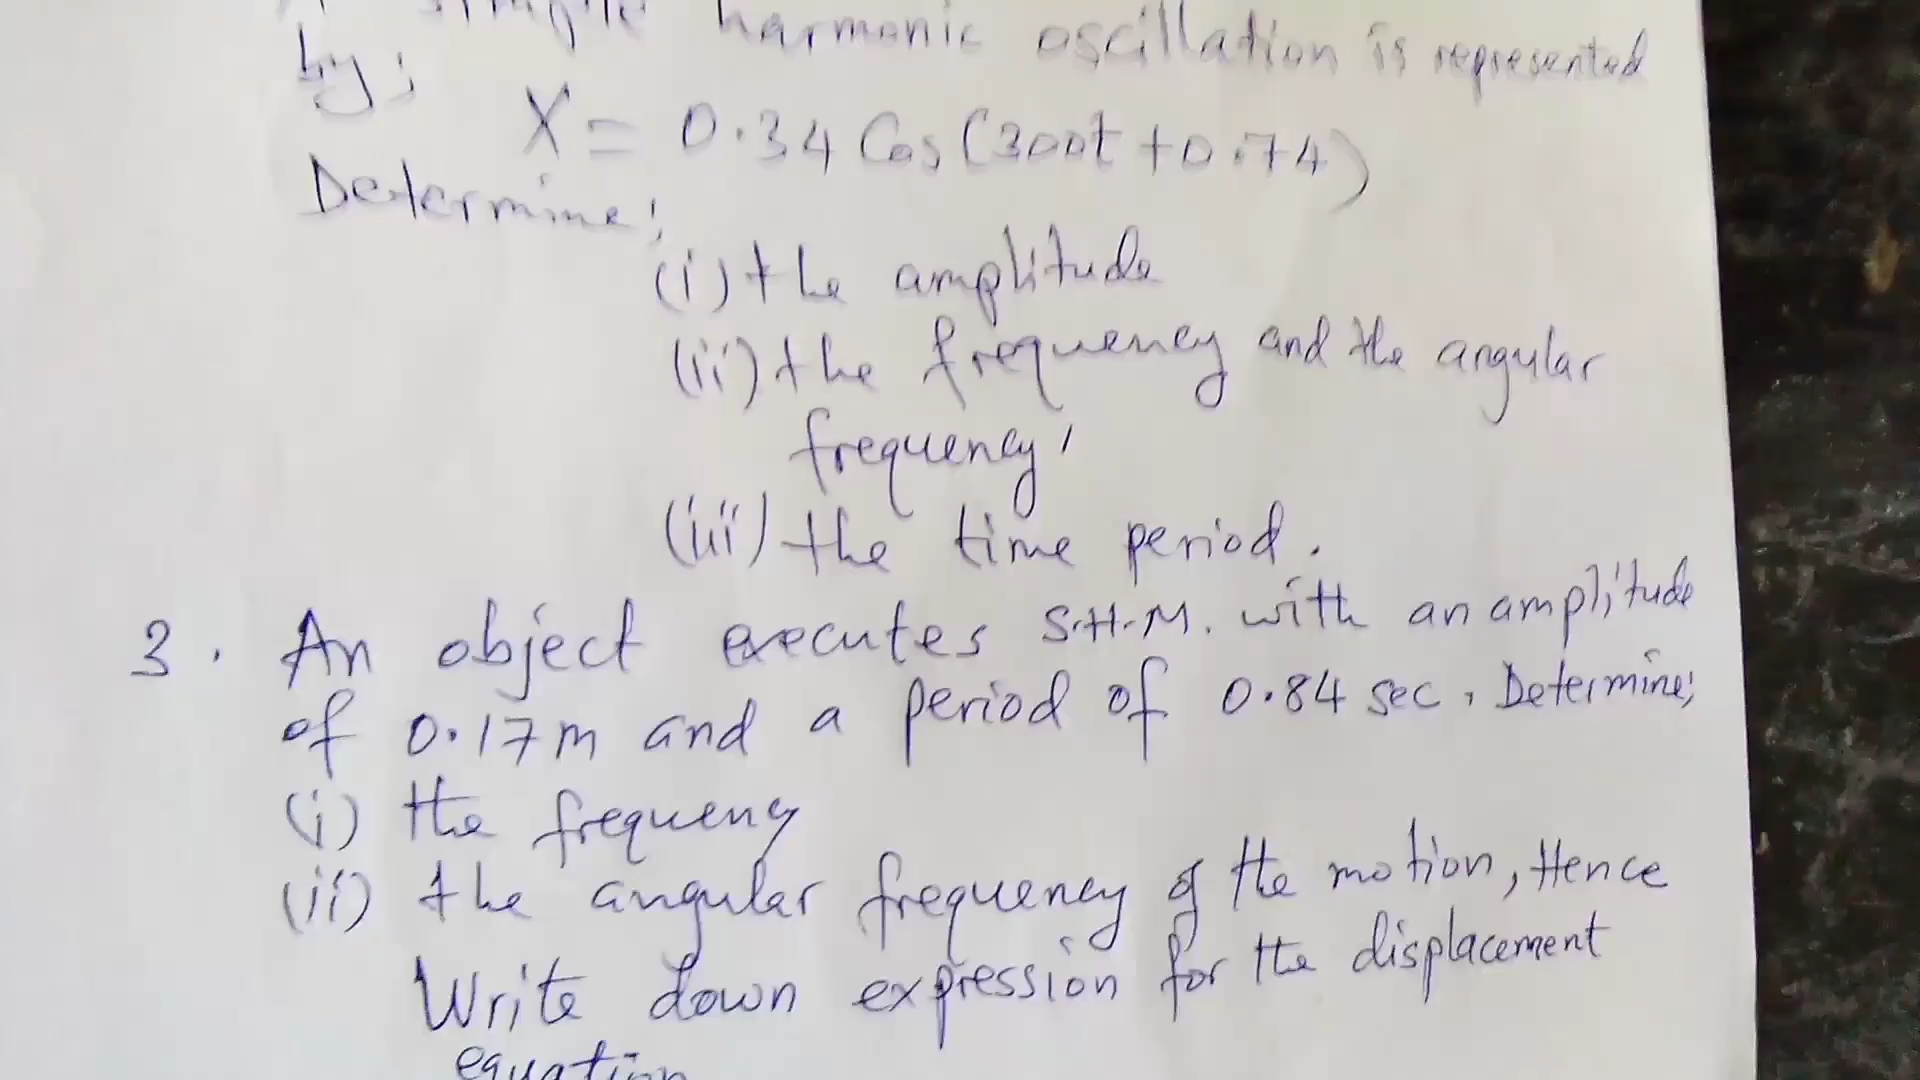 simple harmonic oscillation is represented
by;
X = 0.34 Cos(300t + 0.74)
Determine;
(i) the amplitude
(ii) the frequency and the angular
frequency,
(iii) the time period.
3. An object executes S.H.M. with an amplitude
of 0.17m and a period of 0.84 sec. Determine;
(i) the frequency
(ii) the angular frequency of the motion, Hence
Write down expression for the displacement
equation